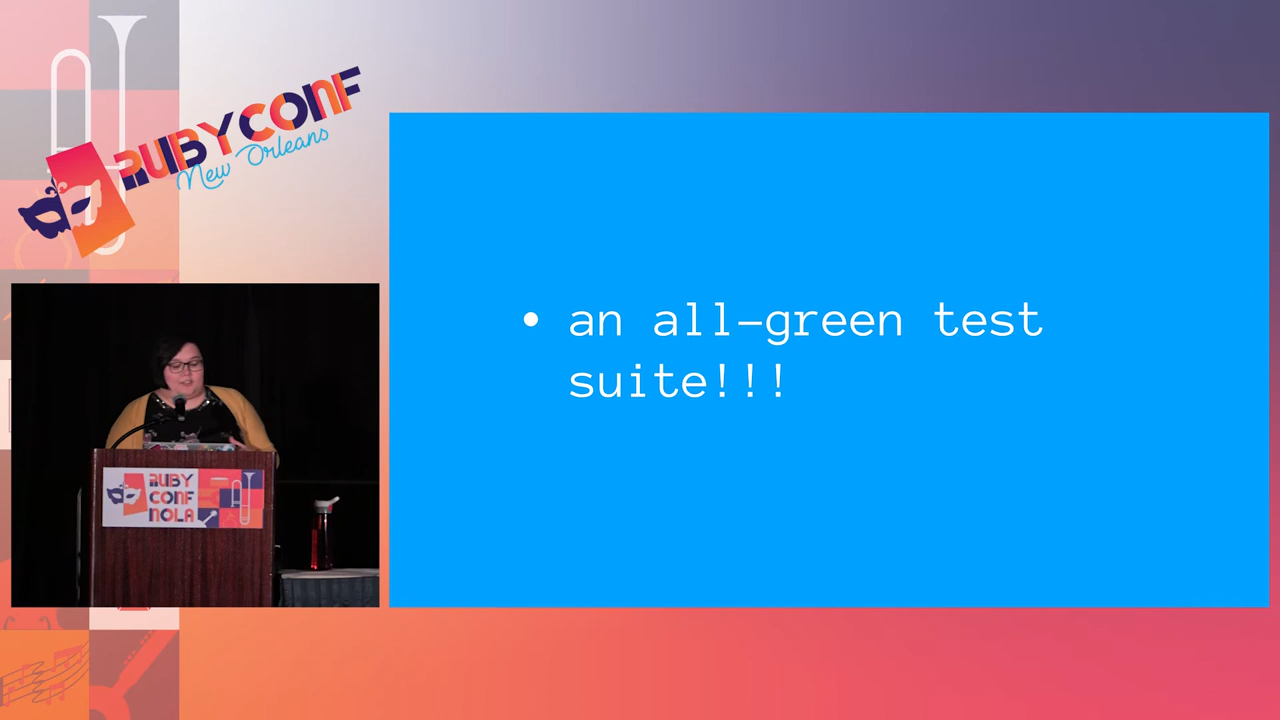 RUBYCONF
New Orleans
• an all-green test
suite!!!
RUBY
CONF
NOLA